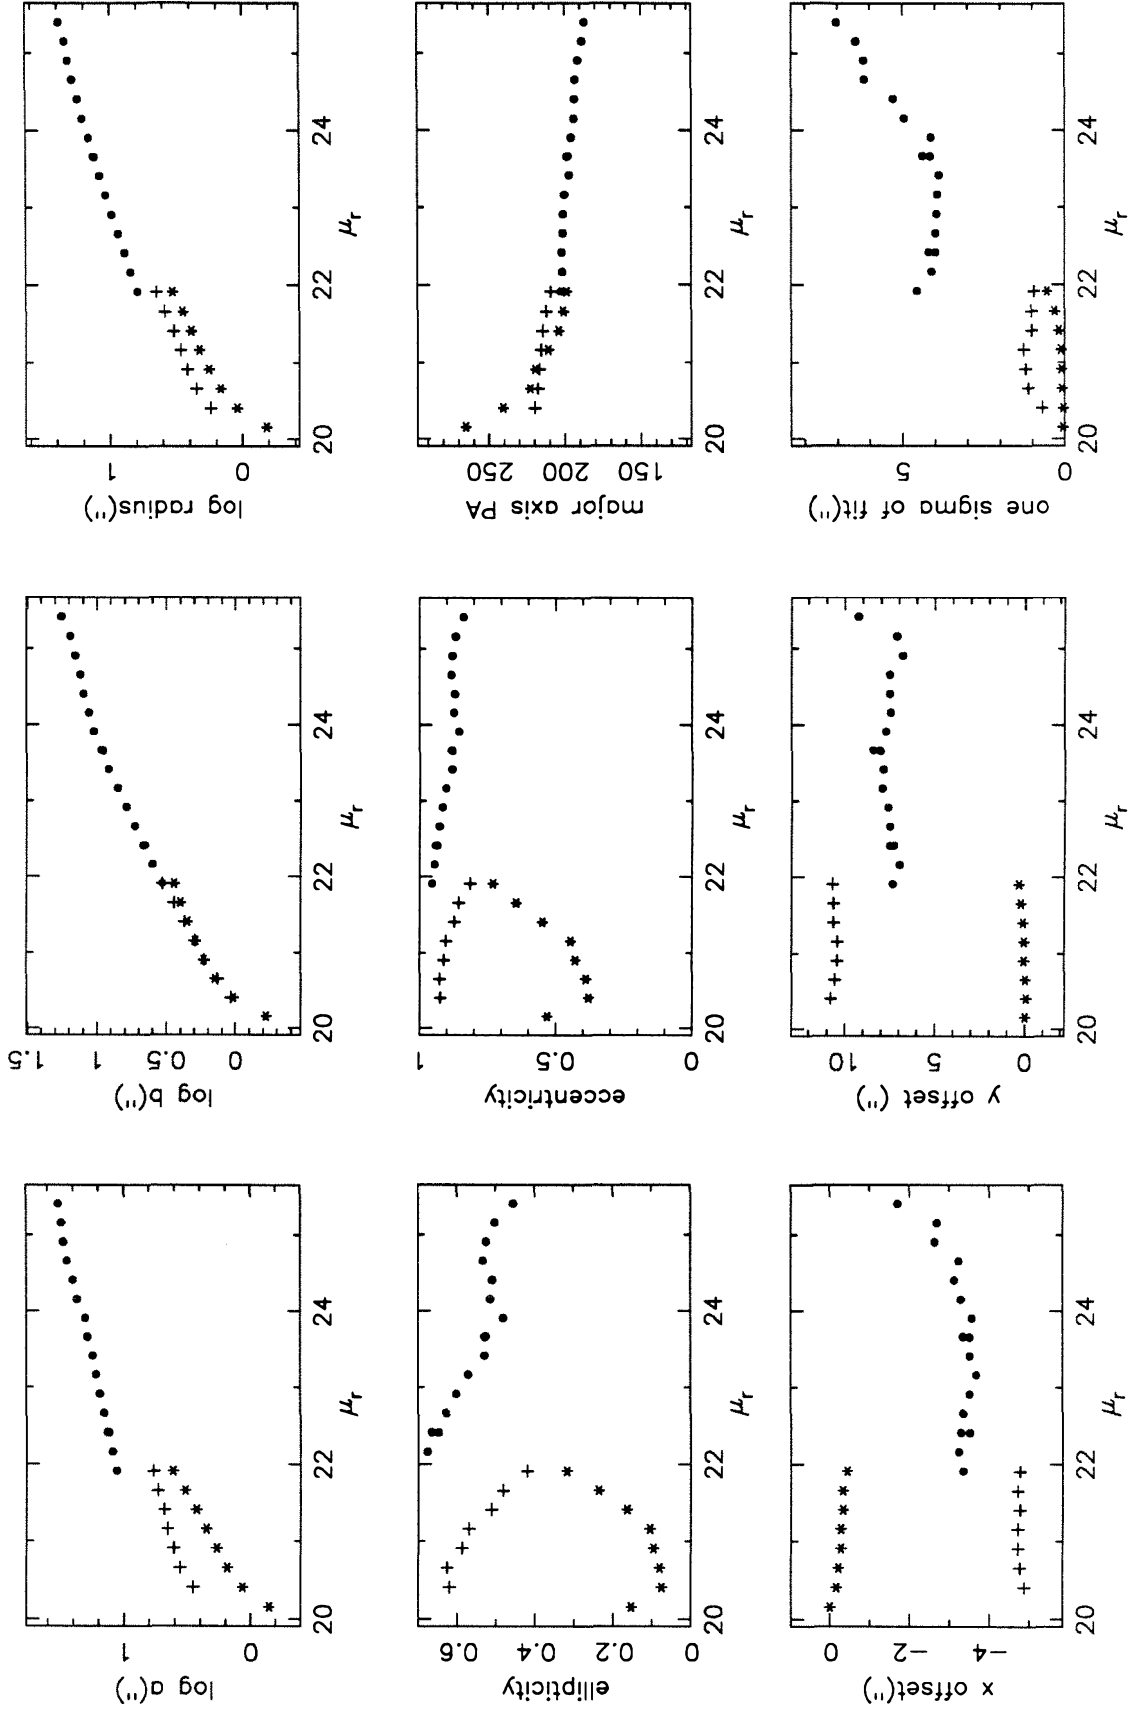 log a(")
1
0
20
22
24
μr
log b(")
1.5
1
0.5
0
20
22
24
μr
log radius(")
1
0
20
22
24
μr
ellipticity
0.6
0.4
0.2
0
20
22
24
μr
eccentricity
1
0.5
0
20
22
24
μr
major axis PA
250
200
150
20
22
24
μr
x offset(")
0
−2
−4
20
22
24
μr
y offset (")
10
5
0
20
22
24
μr
one sigma of fit(")
5
0
20
22
24
μr